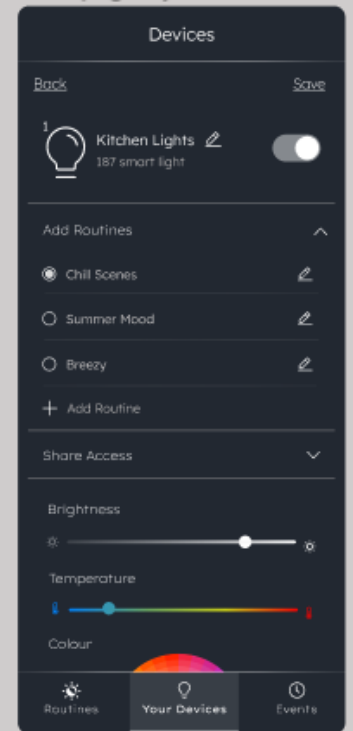 Devices
Back Save
1
Kitchen Lights
187 smart light
Add Routines
Chill Scenes
Summer Mood
Breezy
+ Add Routine
Share Access
Brightness
Temperature
Colour
Routines Your Devices Events